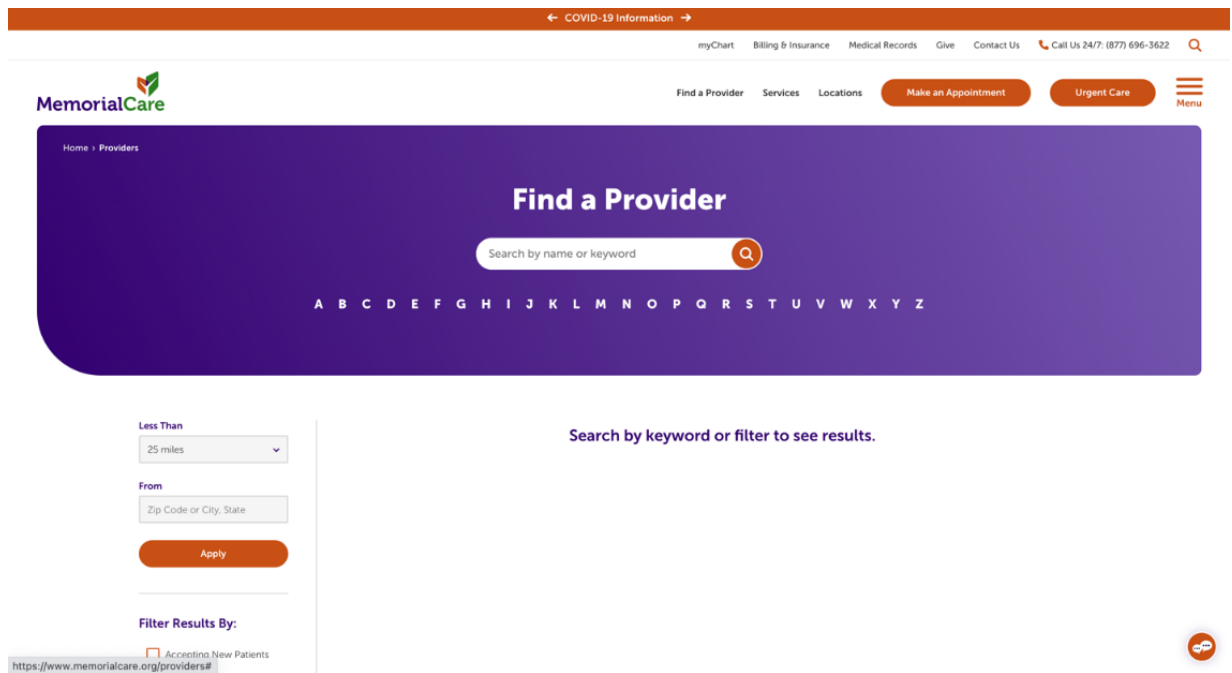 ← COVID-19 Information →
myChart Billing & Insurance Medical Records Give Contact Us Call Us 24/7: (877) 696-3622
MemorialCare
Find a Provider Services Locations Make an Appointment Urgent Care Menu
Home › Providers
Find a Provider
Search by name or keyword
A B C D E F G H I J K L M N O P Q R S T U V W X Y Z
Less Than
25 miles
Search by keyword or filter to see results.
From
Zip Code or City, State
Apply
Filter Results By:
Accepting New Patients
https://www.memorialcare.org/providers#